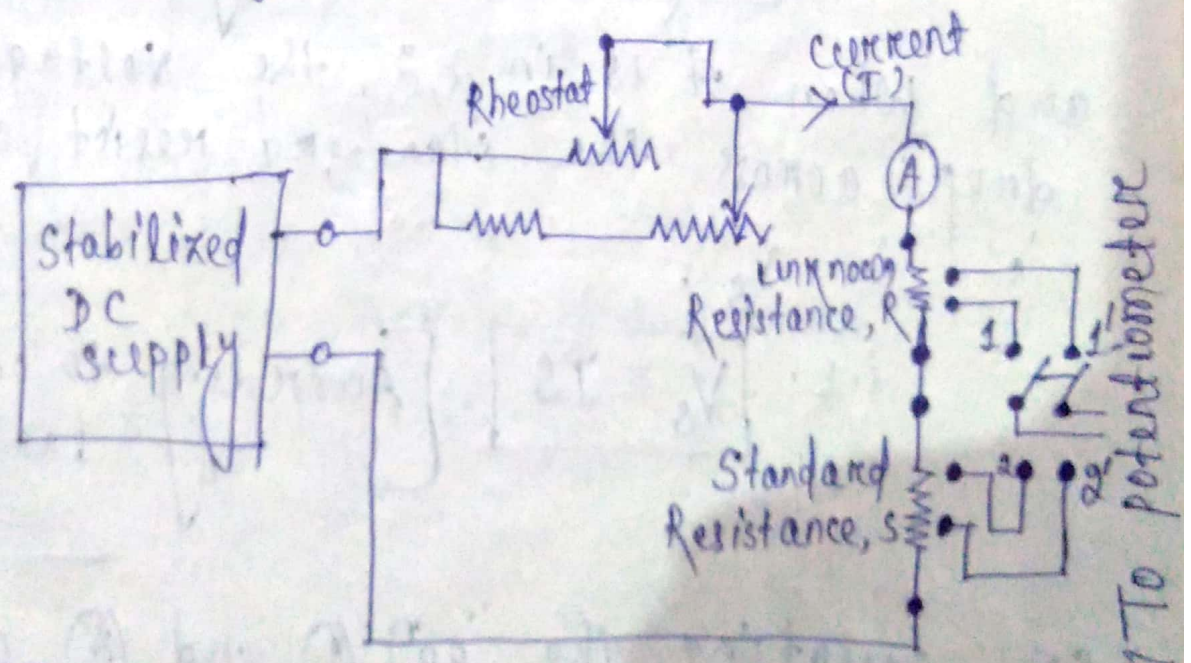 Current
(I)
Rheostat
A
Stabilized
DC
supply
unknown
Resistance, R
1 1'
Standard
Resistance, S
2 2'
To potentiometer